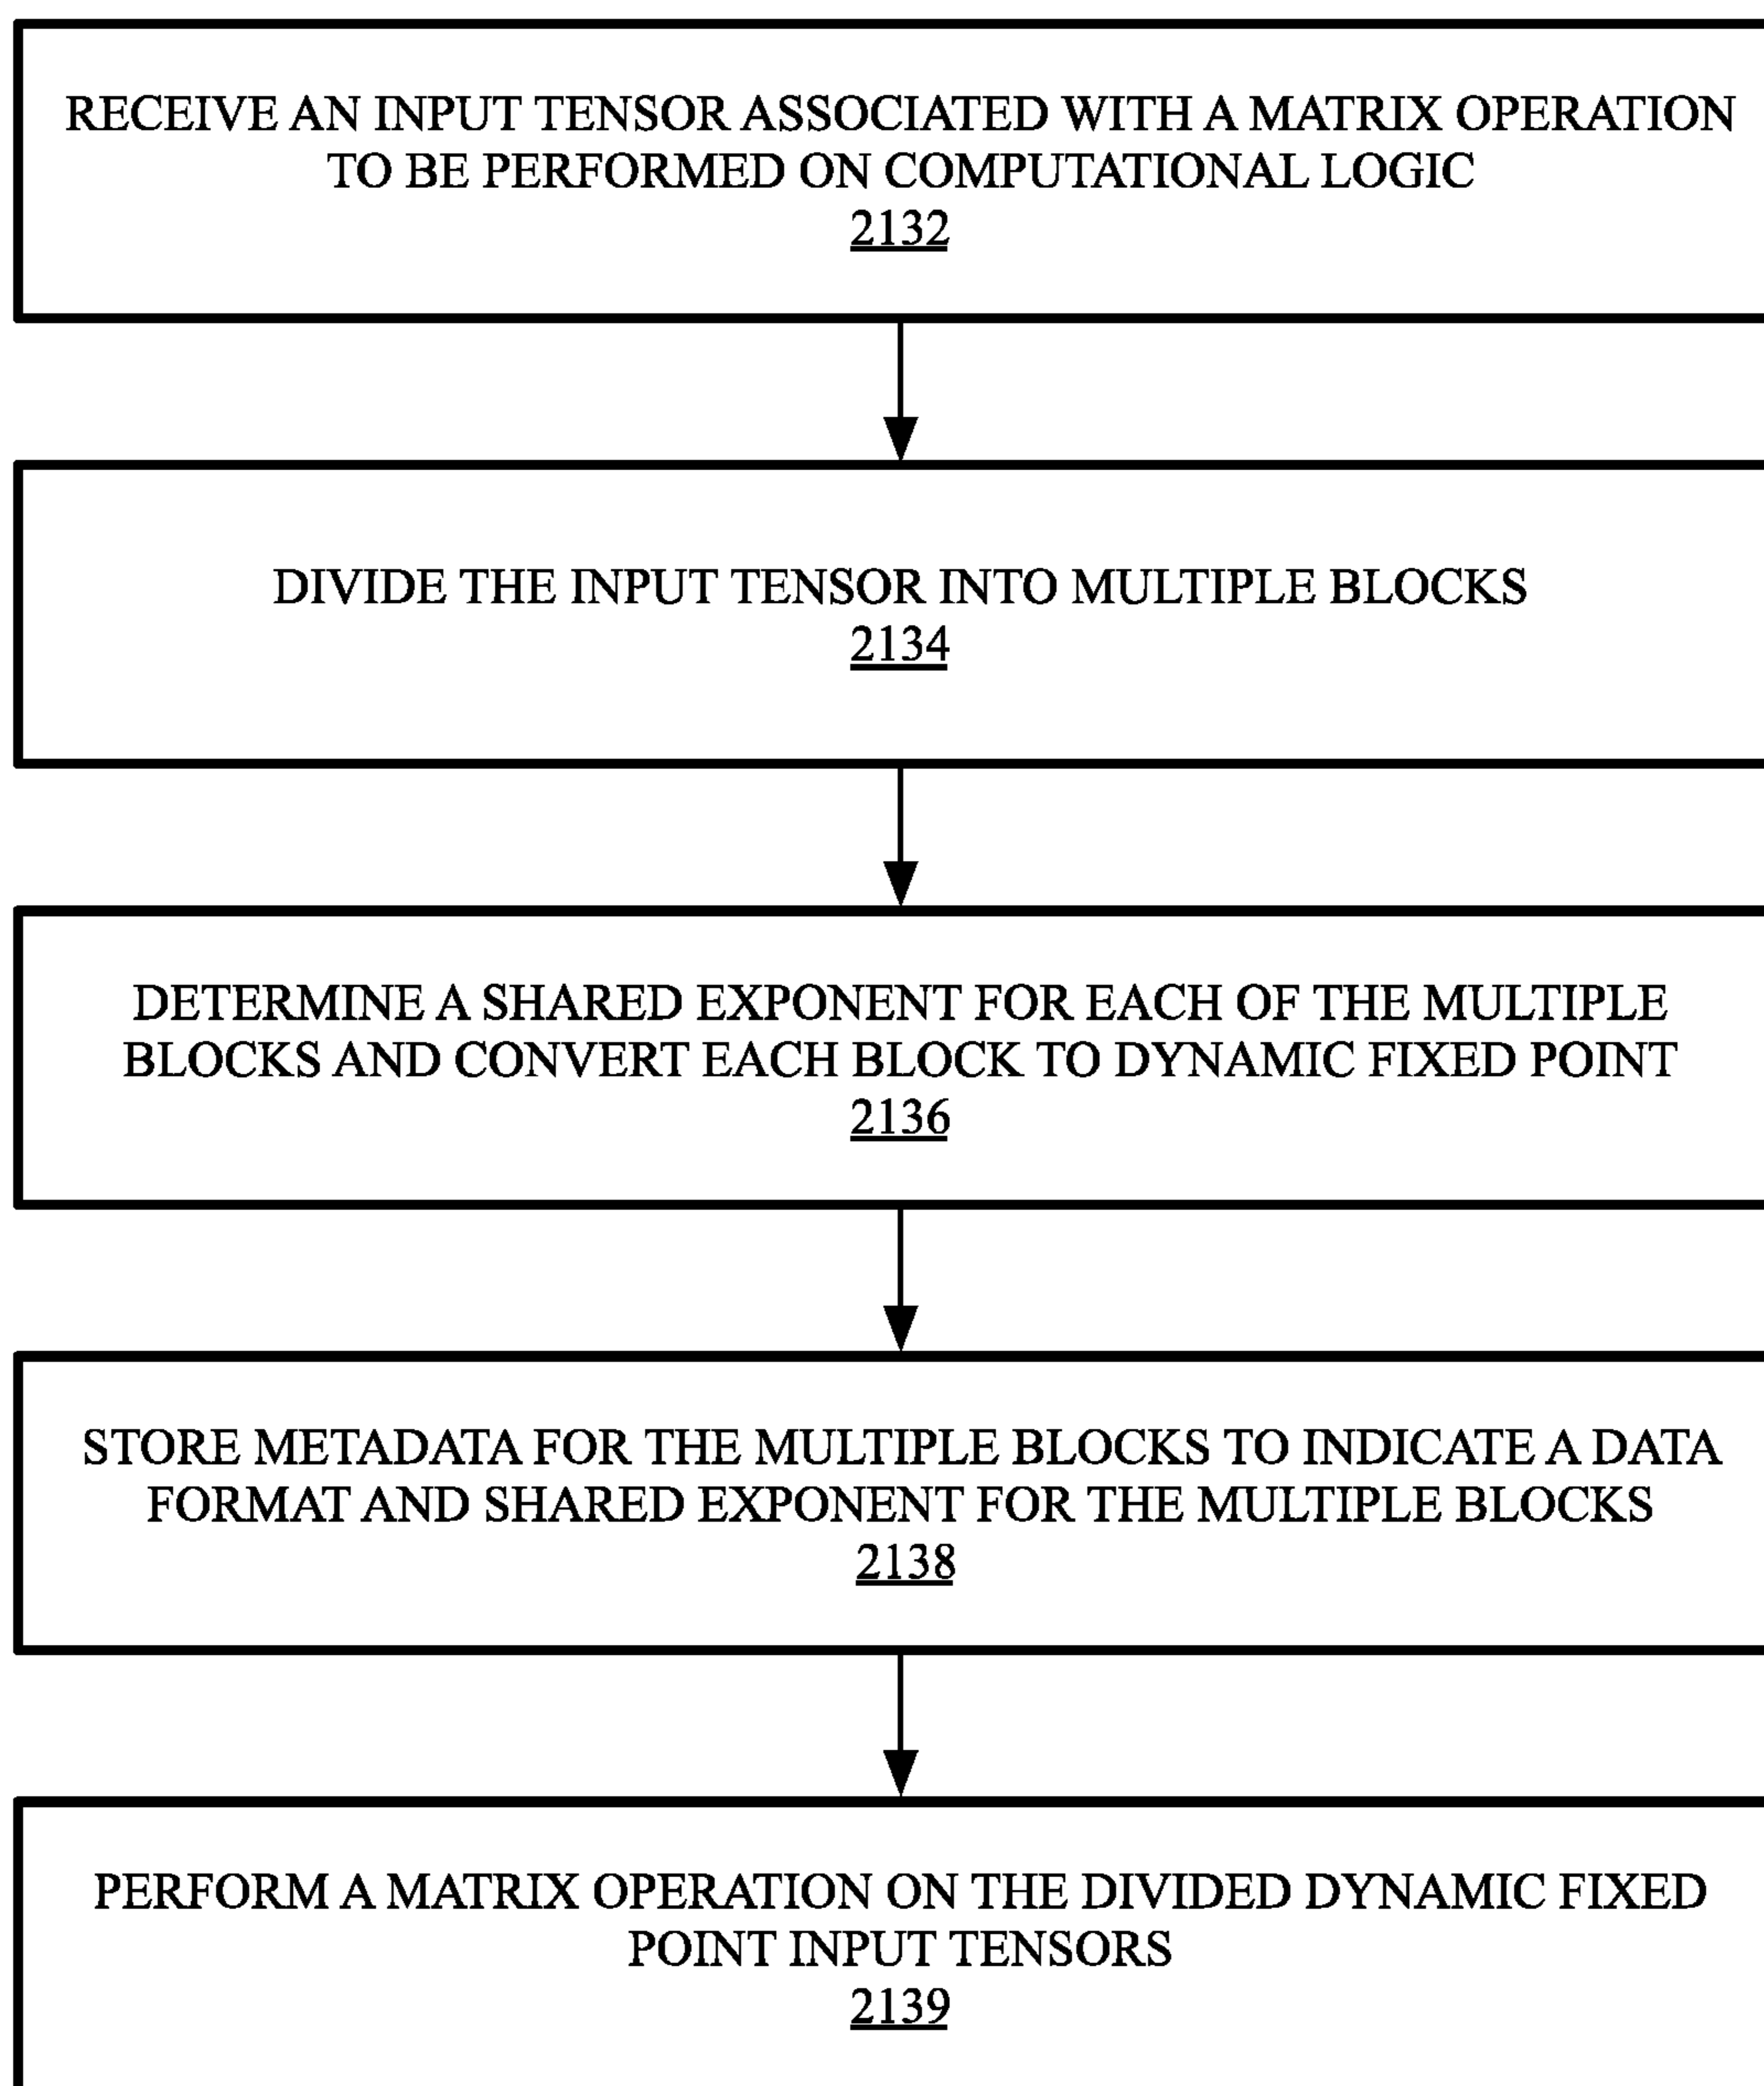 RECEIVE AN INPUT TENSOR ASSOCIATED WITH A MATRIX OPERATION
TO BE PERFORMED ON COMPUTATIONAL LOGIC
2132
DIVIDE THE INPUT TENSOR INTO MULTIPLE BLOCKS
2134
DETERMINE A SHARED EXPONENT FOR EACH OF THE MULTIPLE
BLOCKS AND CONVERT EACH BLOCK TO DYNAMIC FIXED POINT
2136
STORE METADATA FOR THE MULTIPLE BLOCKS TO INDICATE A DATA
FORMAT AND SHARED EXPONENT FOR THE MULTIPLE BLOCKS
2138
PERFORM A MATRIX OPERATION ON THE DIVIDED DYNAMIC FIXED
POINT INPUT TENSORS
2139